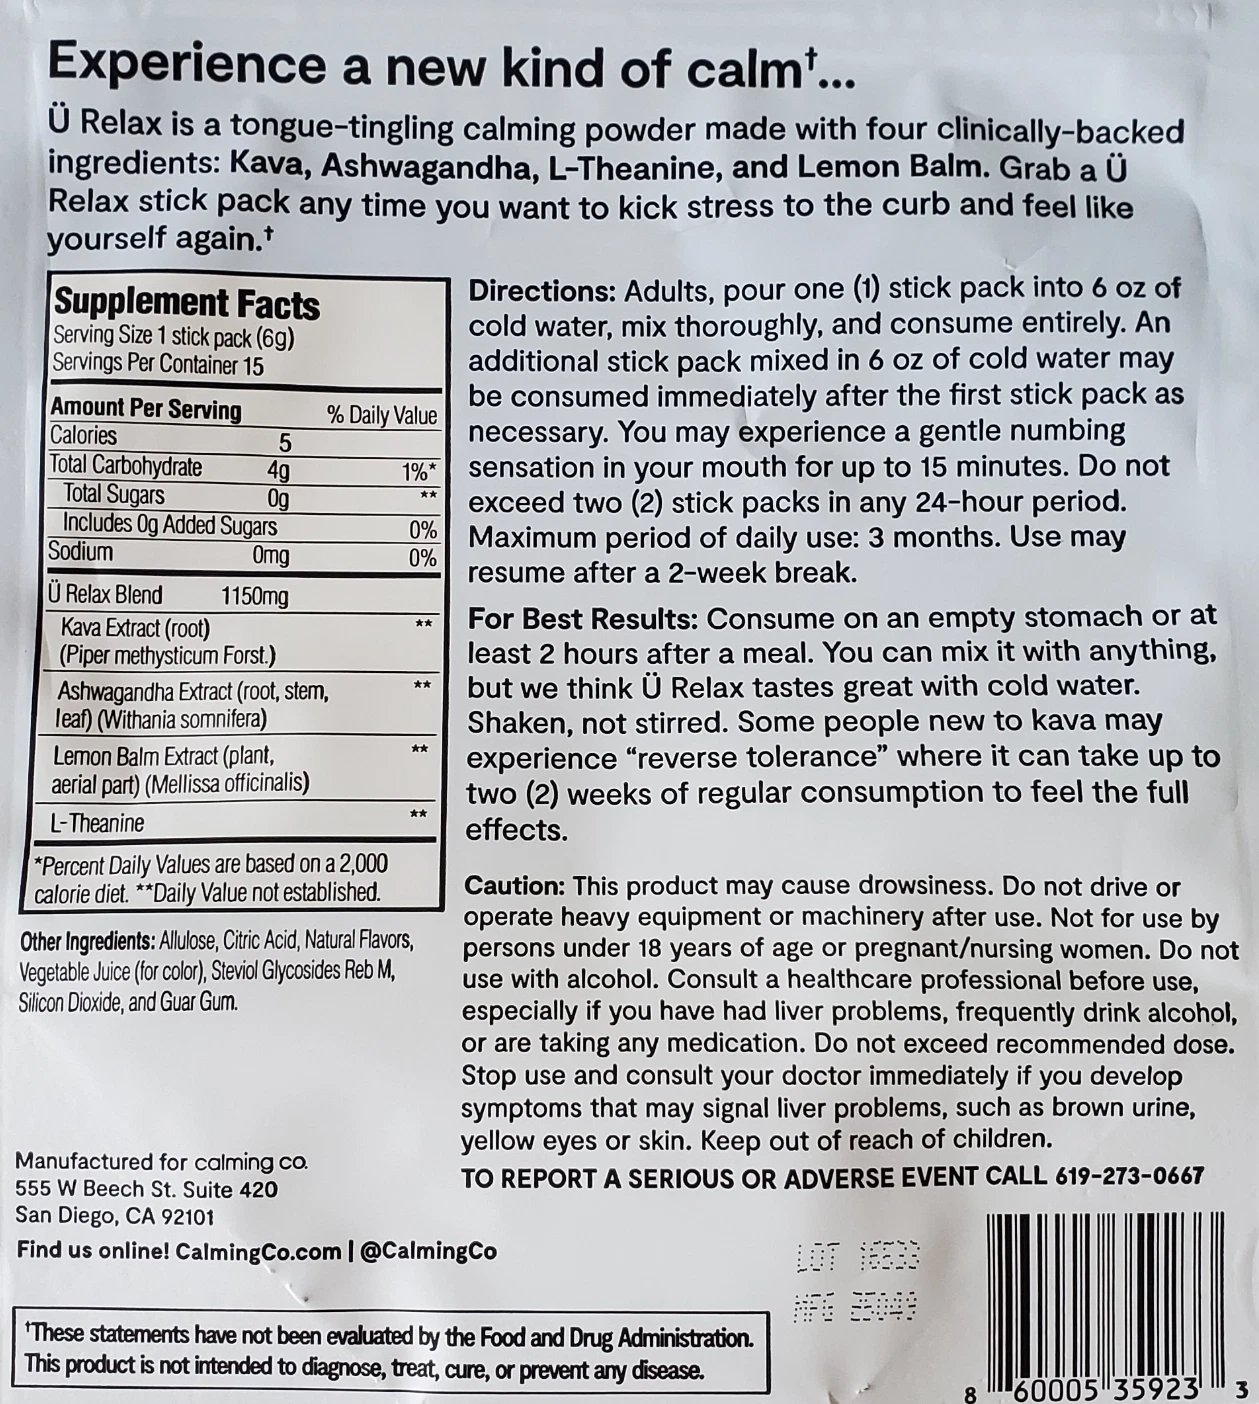 Experience a new kind of calm†...
Ü Relax is a tongue-tingling calming powder made with four clinically-backed
ingredients: Kava, Ashwagandha, L-Theanine, and Lemon Balm. Grab a Ü
Relax stick pack any time you want to kick stress to the curb and feel like
yourself again.†
Supplement Facts
Serving Size 1 stick pack (6g)
Servings Per Container 15
Amount Per Serving % Daily Value
Calories 5
Total Carbohydrate 4g 1%*
Total Sugars 0g **
Includes 0g Added Sugars 0%
Sodium 0mg 0%
Ü Relax Blend 1150mg
Kava Extract (root) **
(Piper methysticum Forst.)
Ashwagandha Extract (root, stem, **
leaf) (Withania somnifera)
Lemon Balm Extract (plant, **
aerial part) (Mellissa officinalis)
L-Theanine **
*Percent Daily Values are based on a 2,000
calorie diet. **Daily Value not established.
Other Ingredients: Allulose, Citric Acid, Natural Flavors,
Vegetable Juice (for color), Steviol Glycosides Reb M,
Silicon Dioxide, and Guar Gum.
Directions: Adults, pour one (1) stick pack into 6 oz of
cold water, mix thoroughly, and consume entirely. An
additional stick pack mixed in 6 oz of cold water may
be consumed immediately after the first stick pack as
necessary. You may experience a gentle numbing
sensation in your mouth for up to 15 minutes. Do not
exceed two (2) stick packs in any 24-hour period.
Maximum period of daily use: 3 months. Use may
resume after a 2-week break.
For Best Results: Consume on an empty stomach or at
least 2 hours after a meal. You can mix it with anything,
but we think Ü Relax tastes great with cold water.
Shaken, not stirred. Some people new to kava may
experience “reverse tolerance” where it can take up to
two (2) weeks of regular consumption to feel the full
effects.
Caution: This product may cause drowsiness. Do not drive or
operate heavy equipment or machinery after use. Not for use by
persons under 18 years of age or pregnant/nursing women. Do not
use with alcohol. Consult a healthcare professional before use,
especially if you have had liver problems, frequently drink alcohol,
or are taking any medication. Do not exceed recommended dose.
Stop use and consult your doctor immediately if you develop
symptoms that may signal liver problems, such as brown urine,
yellow eyes or skin. Keep out of reach of children.
TO REPORT A SERIOUS OR ADVERSE EVENT CALL 619-273-0667
Manufactured for calming co.
555 W Beech St. Suite 420
San Diego, CA 92101
Find us online! CalmingCo.com | @CalmingCo
LOT
MFG
†These statements have not been evaluated by the Food and Drug Administration.
This product is not intended to diagnose, treat, cure, or prevent any disease.
8 60005 35923 3